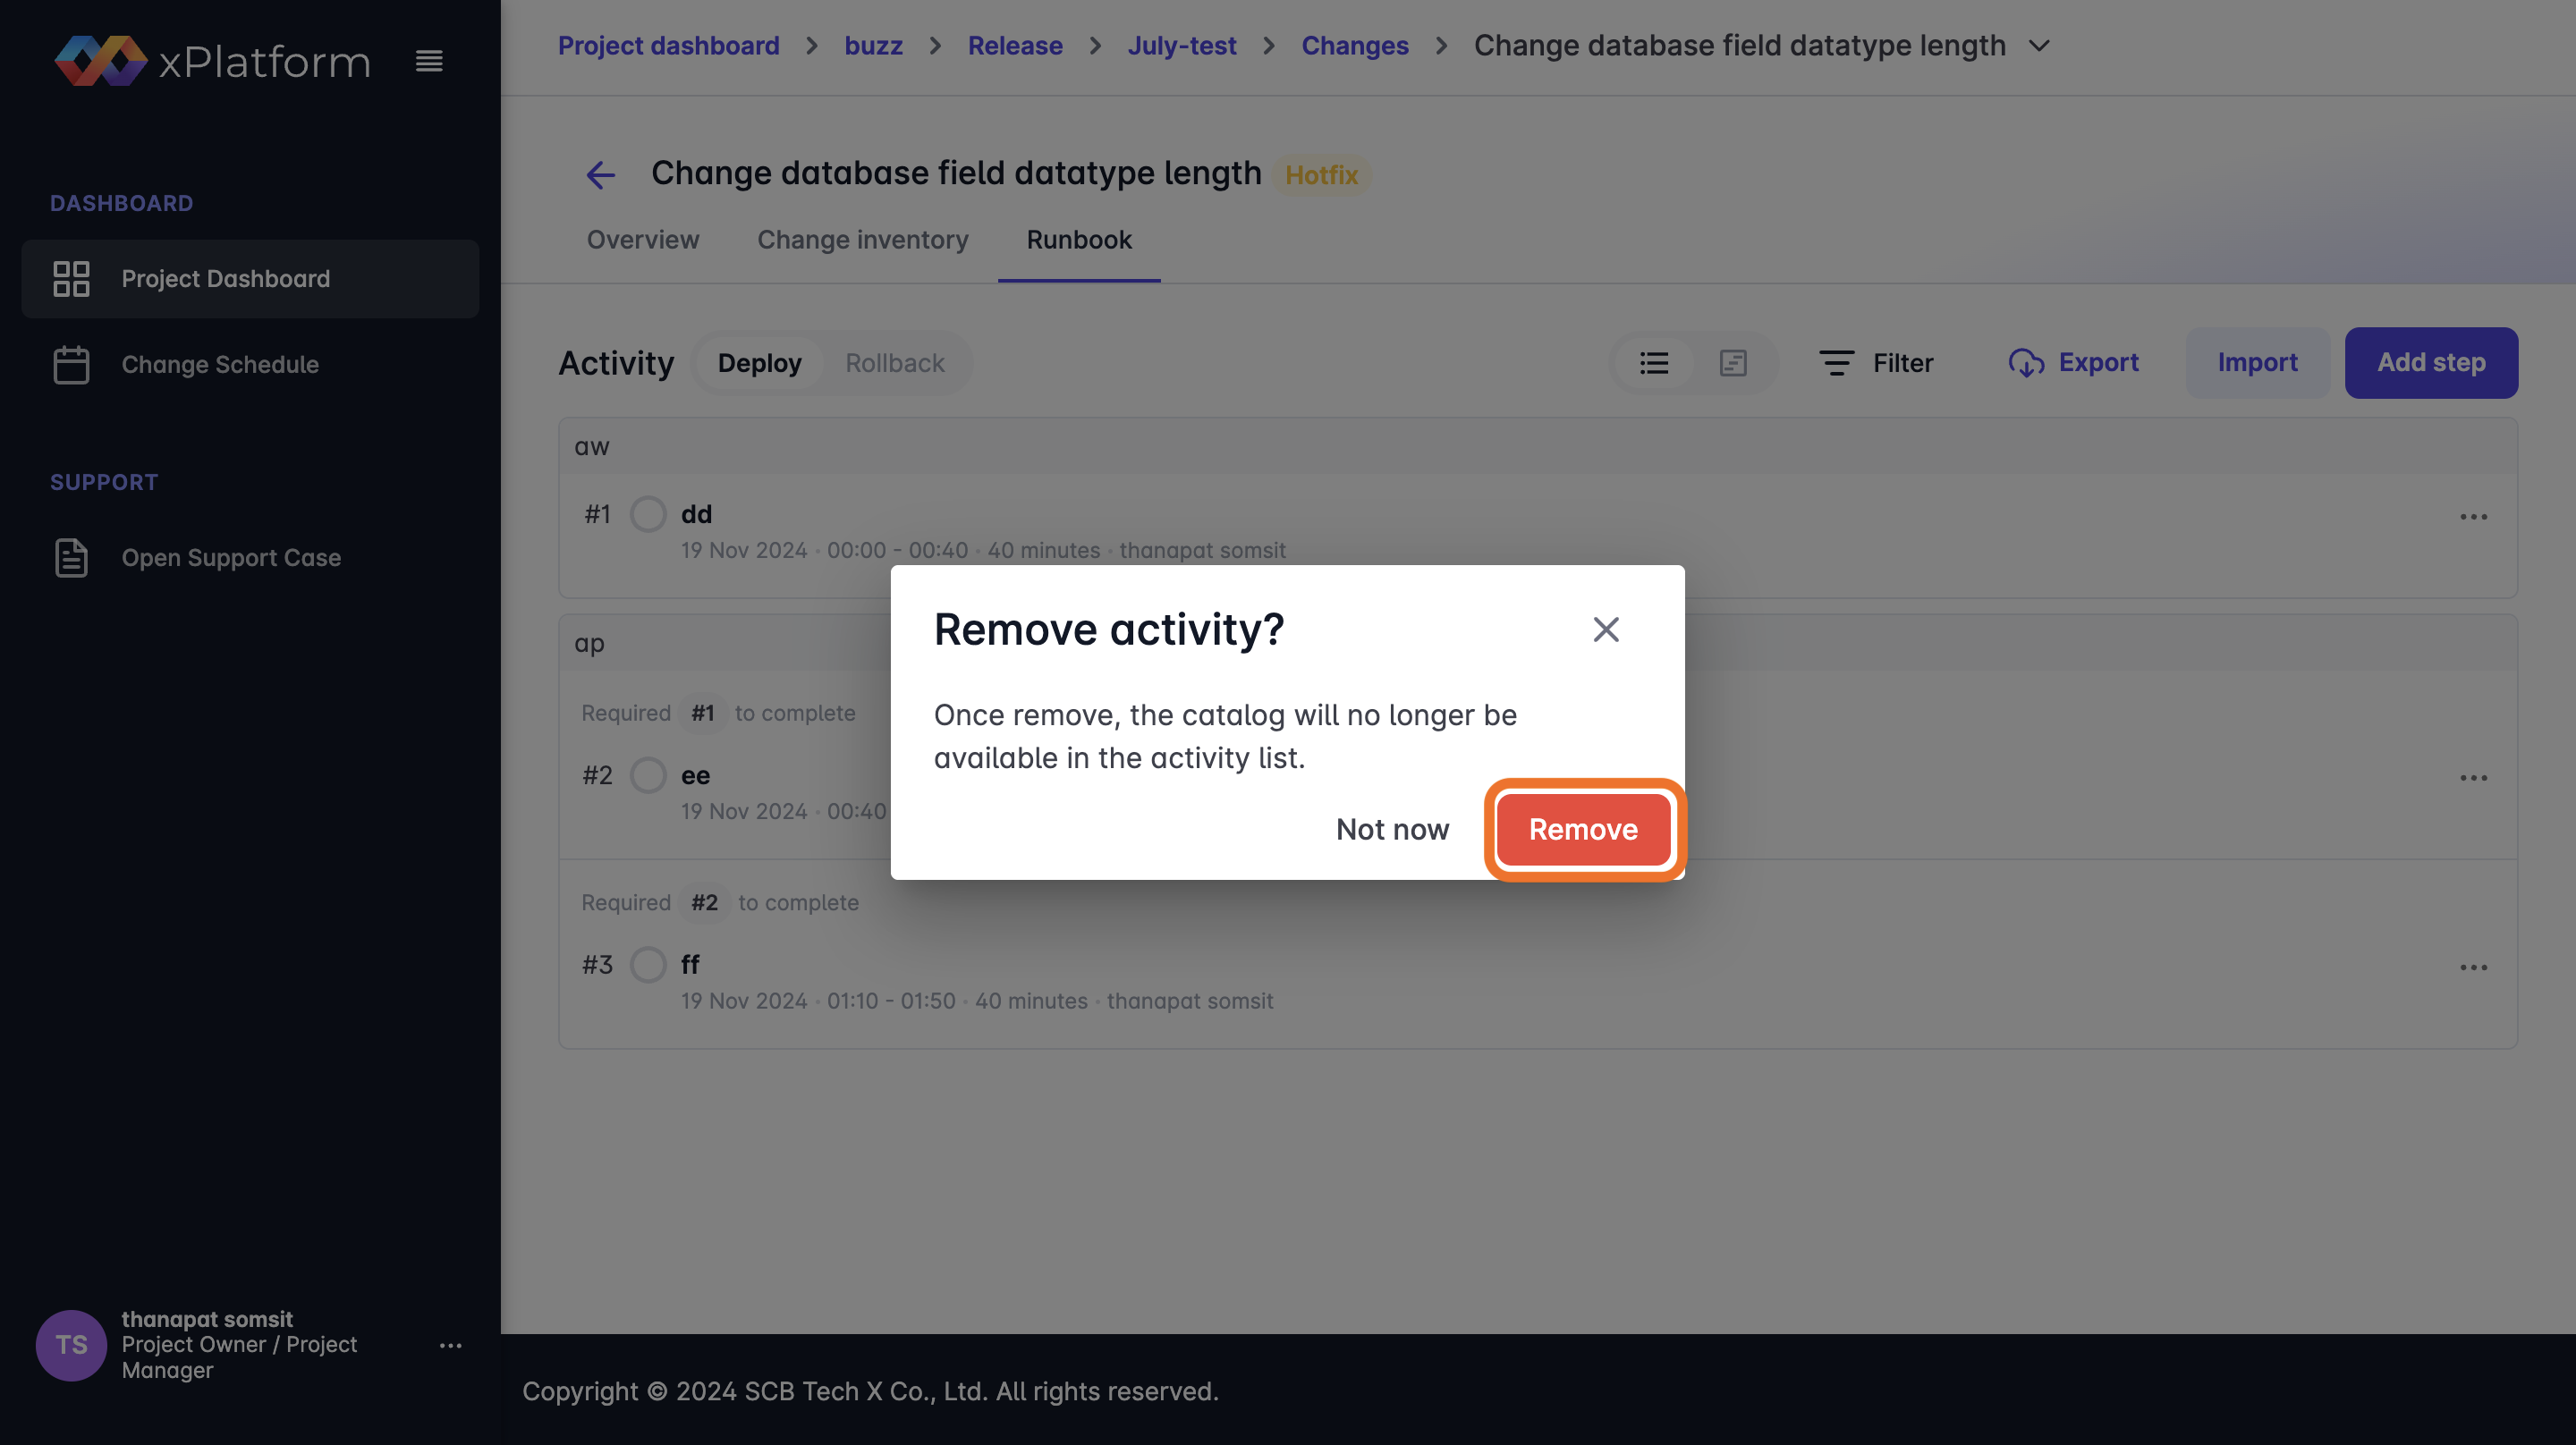 xPlatform
DASHBOARD
Project Dashboard
Change Schedule
SUPPORT
Open Support Case
TS
thanapat somsit
Project Owner / Project
Manager
Project dashboard > buzz > Release > July-test > Changes > Change database field datatype length
Change database field datatype length Hotfix
Overview Change inventory Runbook
Activity Deploy Rollback Filter Export Import Add step
aw
#1 dd
19 Nov 2024 · 00:00 - 00:40 · 40 minutes · thanapat somsit
ap
Required #1 to complete
#2 ee
19 Nov 2024 · 00:40
Required #2 to complete
#3 ff
19 Nov 2024 · 01:10 - 01:50 · 40 minutes · thanapat somsit
Remove activity?
Once remove, the catalog will no longer be
available in the activity list.
Not now Remove
Copyright © 2024 SCB Tech X Co., Ltd. All rights reserved.